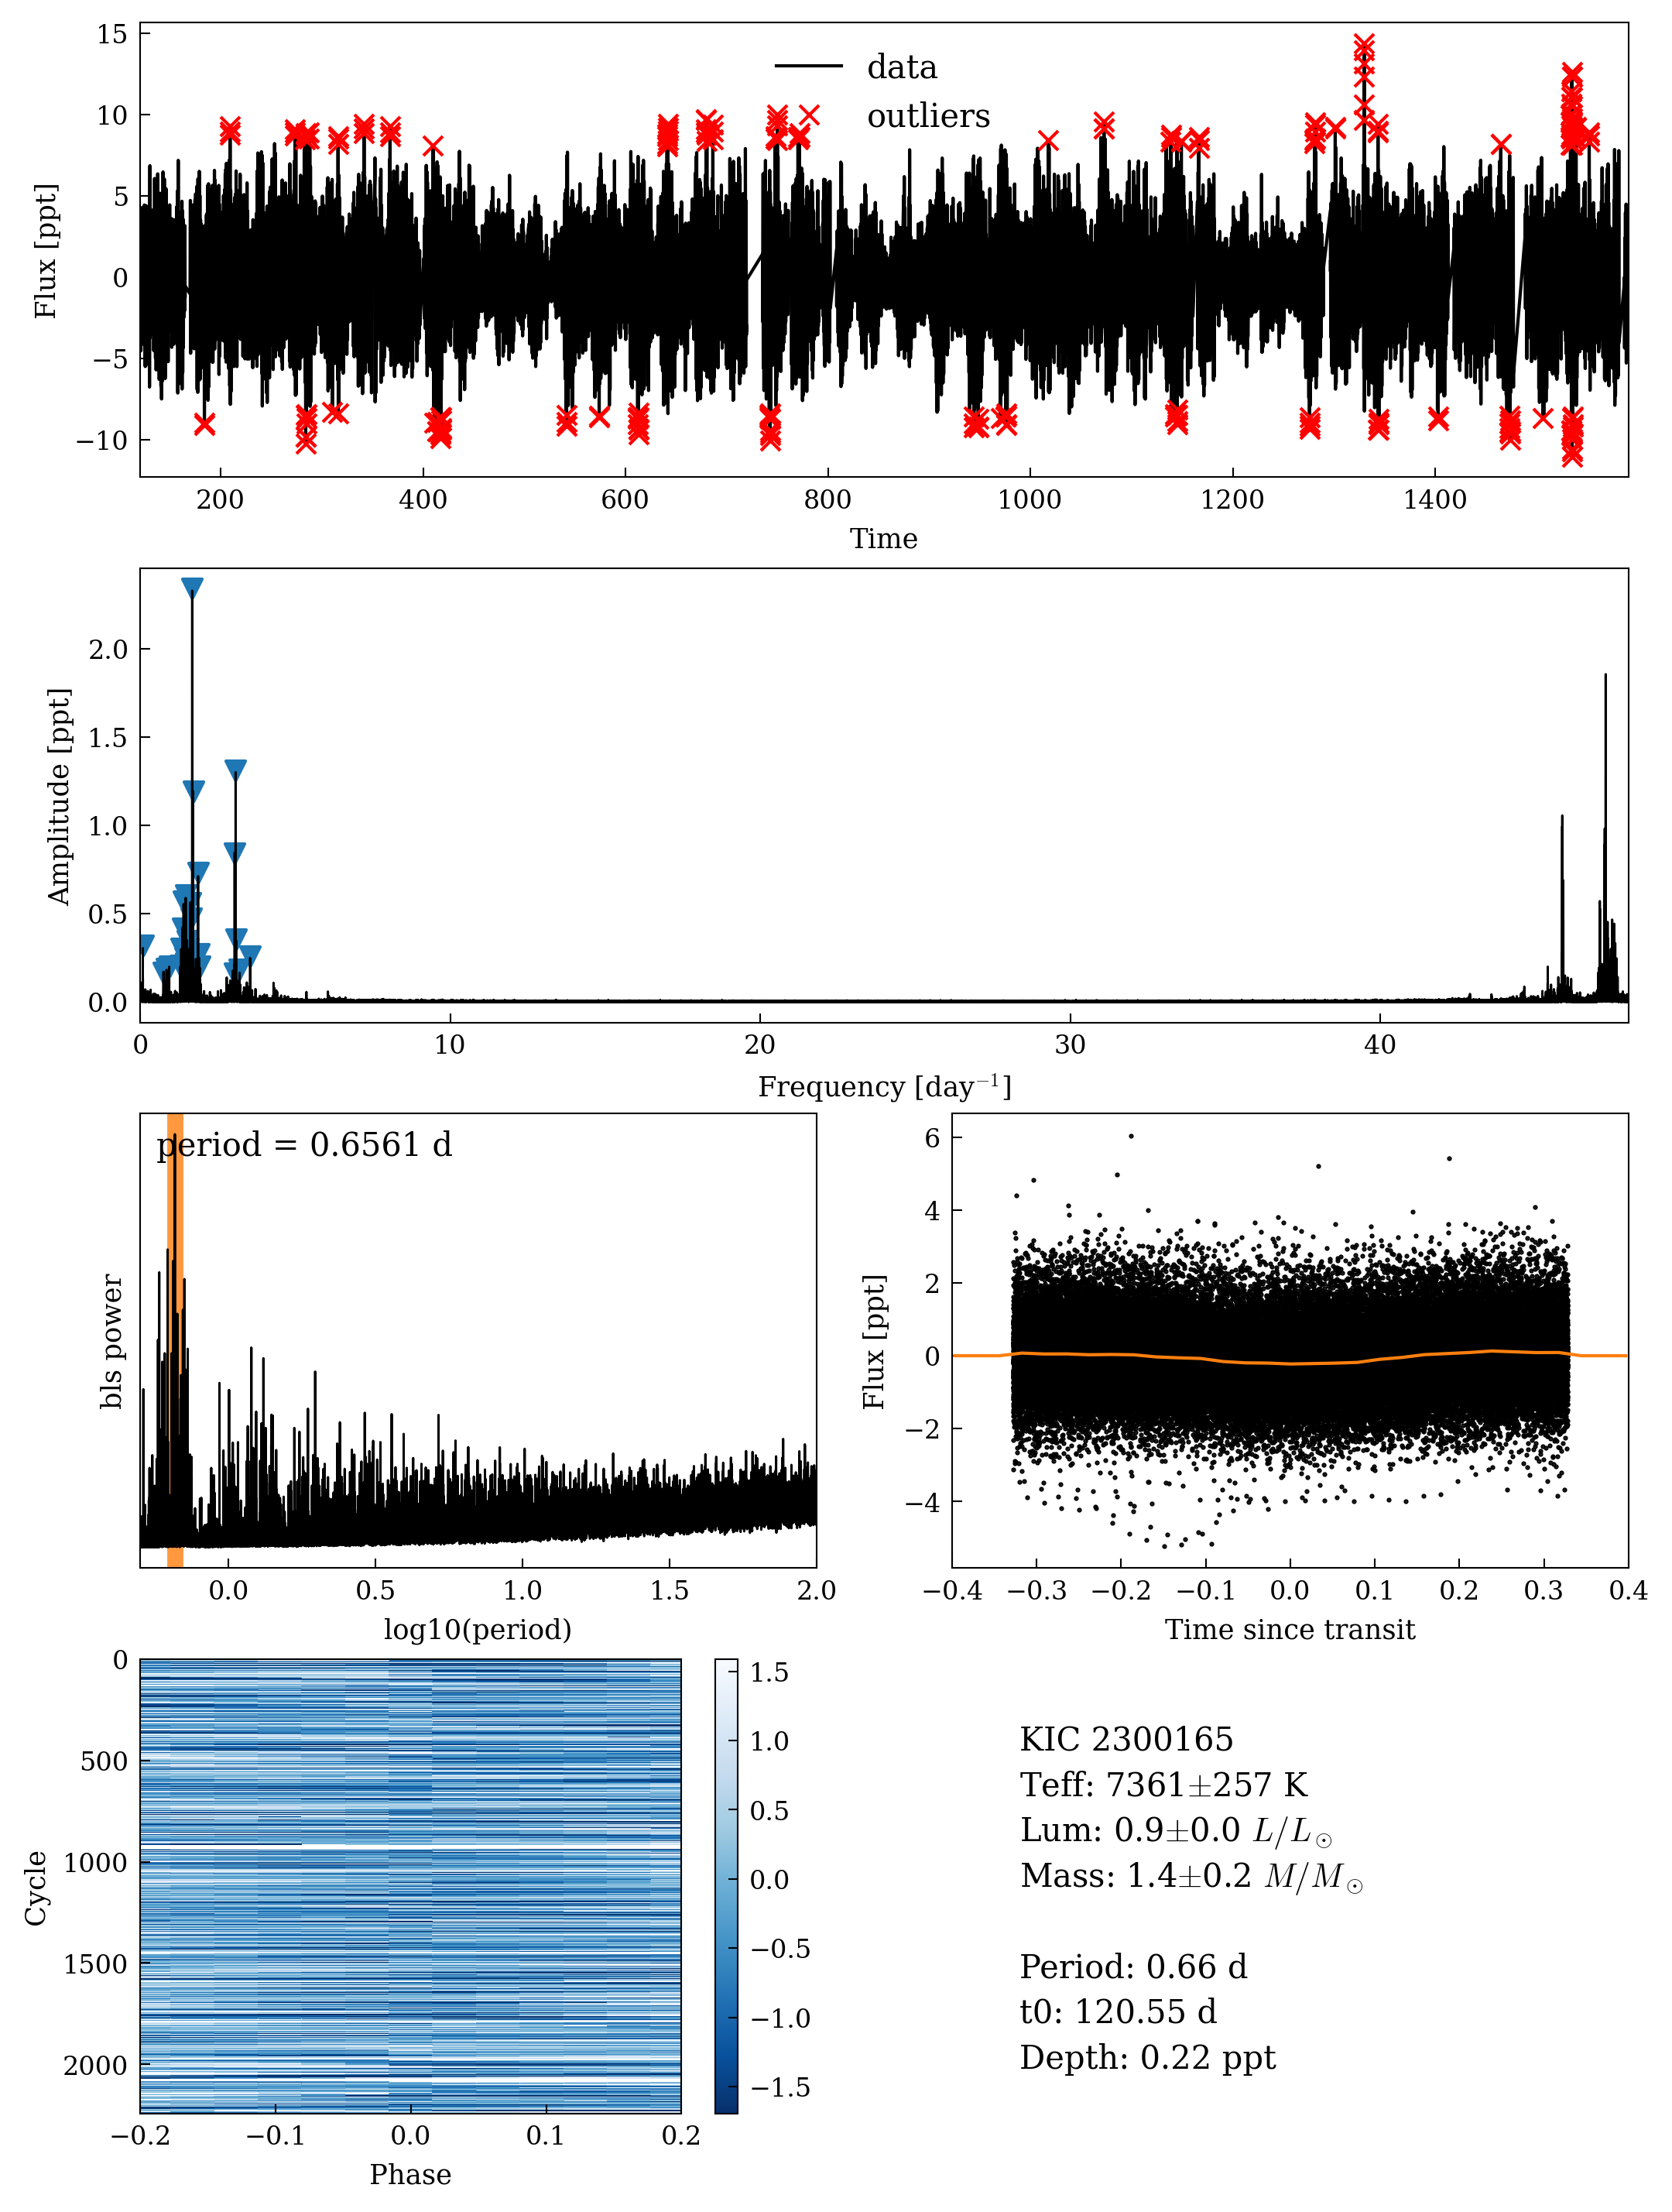 15
10
5
0
−5
−10
Flux [ppt]
data
outliers
200 400 600 800 1000 1200 1400
Time
2.0
1.5
1.0
0.5
0.0
Amplitude [ppt]
0 10 20 30 40
Frequency [day⁻¹]
period = 0.6561 d
bls power
0.0 0.5 1.0 1.5 2.0
log10(period)
6
4
2
0
−2
−4
Flux [ppt]
−0.4 −0.3 −0.2 −0.1 0.0 0.1 0.2 0.3 0.4
Time since transit
0
500
1000
1500
2000
Cycle
−0.2 −0.1 0.0 0.1 0.2
Phase
1.5
1.0
0.5
0.0
−0.5
−1.0
−1.5
KIC 2300165
Teff: 7361±257 K
Lum: 0.9±0.0 L/L⊙
Mass: 1.4±0.2 M/M⊙
Period: 0.66 d
t0: 120.55 d
Depth: 0.22 ppt